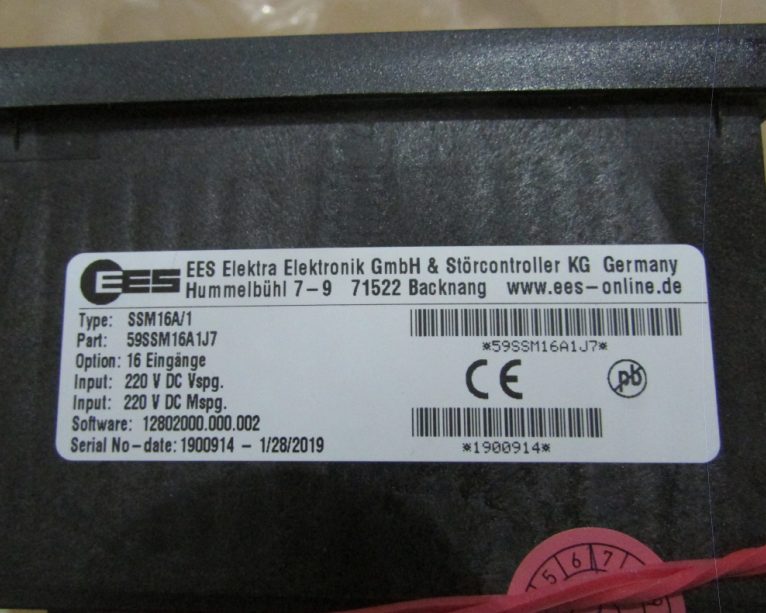 EES EES Elektra Elektronik GmbH & Störcontroller KG Germany
Hummelbühl 7-9 71522 Backnang www.ees-online.de
Type: SSM16A/1
Part: 59SSM16A1J7
*59SSM16A1J7*
Option: 16 Eingänge
Input: 220 V DC Vspg.
CE pb
Input: 220 V DC Mspg.
Software: 12802000.000.002
Serial No-date: 1900914 - 1/28/2019
*1900914*
5 6 7